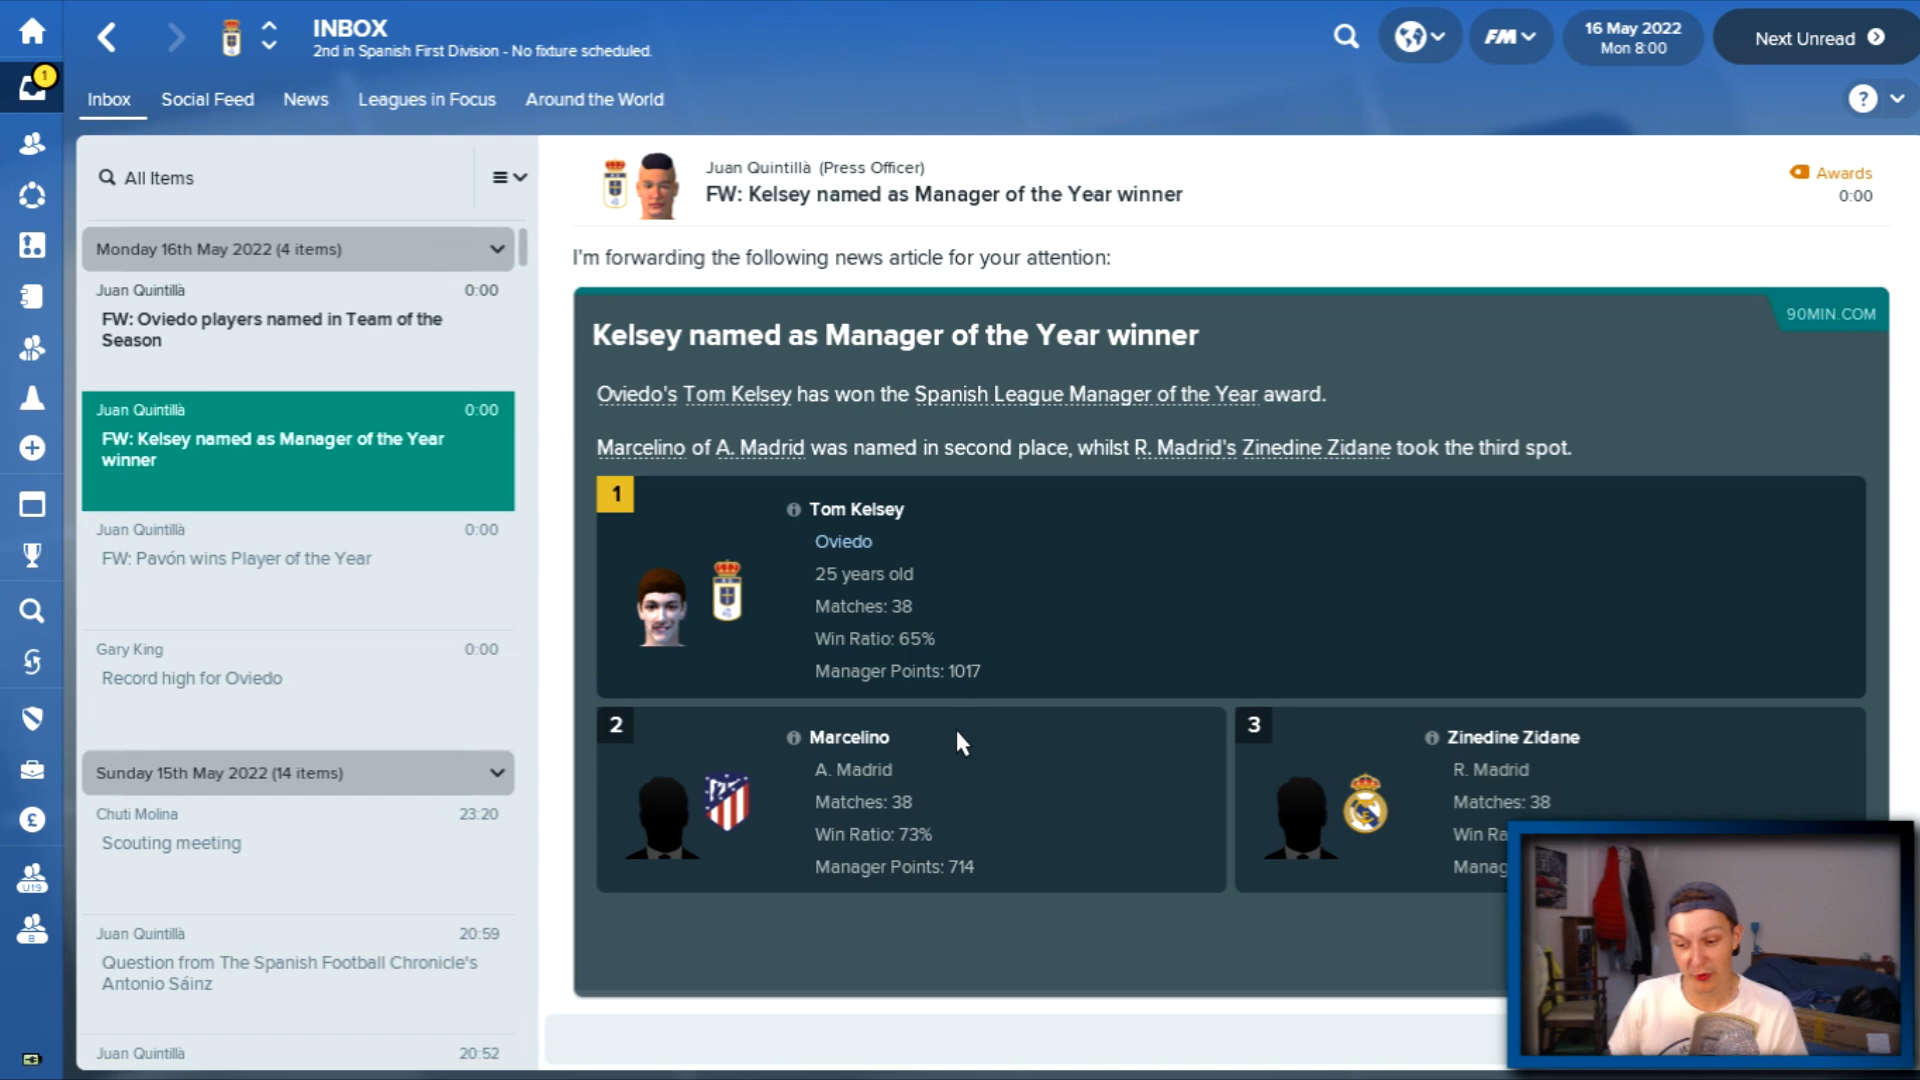 INBOX
2nd in Spanish First Division - No fixture scheduled.
FM
16 May 2022
Mon 8:00
Next Unread
1
Inbox
Social Feed
News
Leagues in Focus
Around the World
?
All Items
Monday 16th May 2022 (4 items)
Juan Quintillà 0:00
FW: Oviedo players named in Team of the
Season
Juan Quintillà 0:00
FW: Kelsey named as Manager of the Year
winner
Juan Quintillà 0:00
FW: Pavón wins Player of the Year
Gary King 0:00
Record high for Oviedo
Sunday 15th May 2022 (14 items)
Chuti Molina 23:20
Scouting meeting
Juan Quintillà 20:59
Question from The Spanish Football Chronicle's
Antonio Sáinz
Juan Quintillà 20:52
U19
B
Juan Quintillà (Press Officer)
FW: Kelsey named as Manager of the Year winner
Awards
0:00
I'm forwarding the following news article for your attention:
90MIN.COM
Kelsey named as Manager of the Year winner
Oviedo's Tom Kelsey has won the Spanish League Manager of the Year award.
Marcelino of A. Madrid was named in second place, whilst R. Madrid's Zinedine Zidane took the third spot.
1
Tom Kelsey
Oviedo
25 years old
Matches: 38
Win Ratio: 65%
Manager Points: 1017
2
Marcelino
A. Madrid
Matches: 38
Win Ratio: 73%
Manager Points: 714
3
Zinedine Zidane
R. Madrid
Matches: 38
Win Ra
Manag